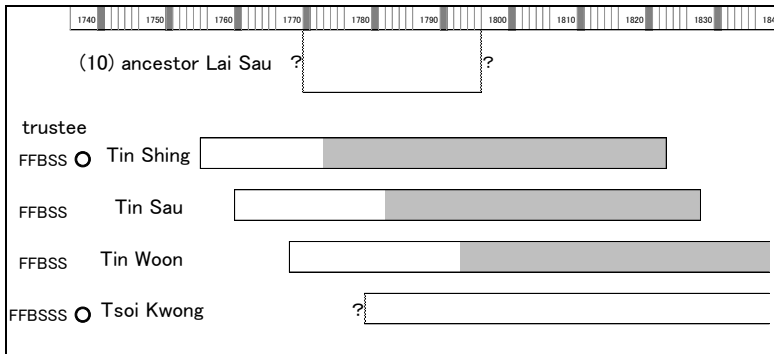 1740 1750 1760 1770 1780 1790 1800 1810 1820 1830
(10) ancestor Lai Sau ? ?
trustee
FFBSS Tin Shing
FFBSS Tin Sau
FFBSS Tin Woon
FFBSSS Tsoi Kwong ?